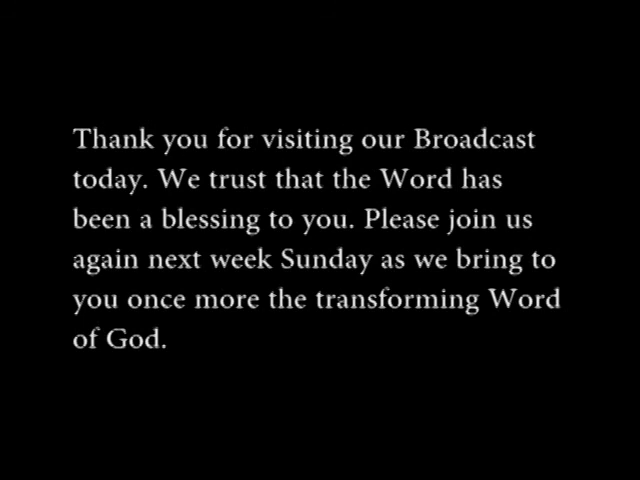 Thank you for visiting our Broadcast
today. We trust that the Word has
been a blessing to you. Please join us
again next week Sunday as we bring to
you once more the transforming Word
of God.